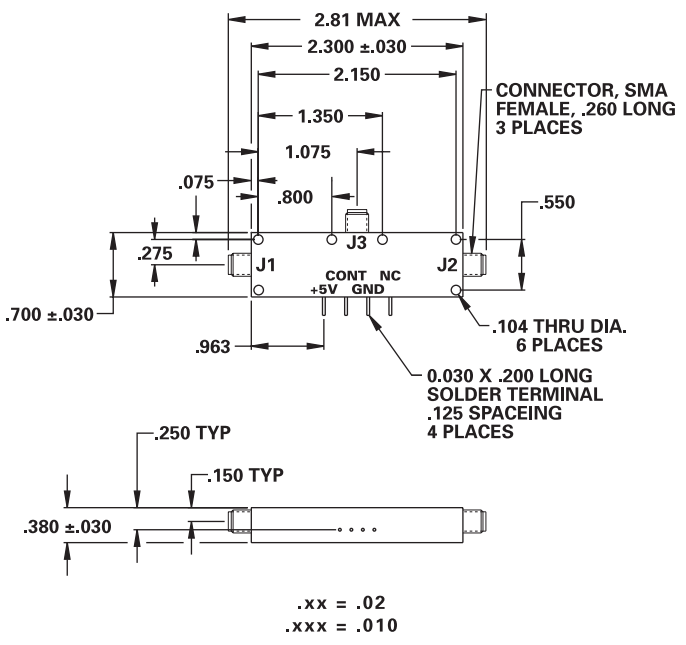 2.81 MAX
2.300 ±.030
2.150
CONNECTOR, SMA
FEMALE, .260 LONG
3 PLACES
1.350
1.075
.075
.800
.550
J3
.275
J1
J2
CONT NC
+5V GND
.700 ±.030
.104 THRU DIA.
6 PLACES
.963
0.030 X .200 LONG
SOLDER TERMINAL
.125 SPACEING
4 PLACES
.250 TYP
.150 TYP
.380 ±.030
.xx = .02
.xxx = .010